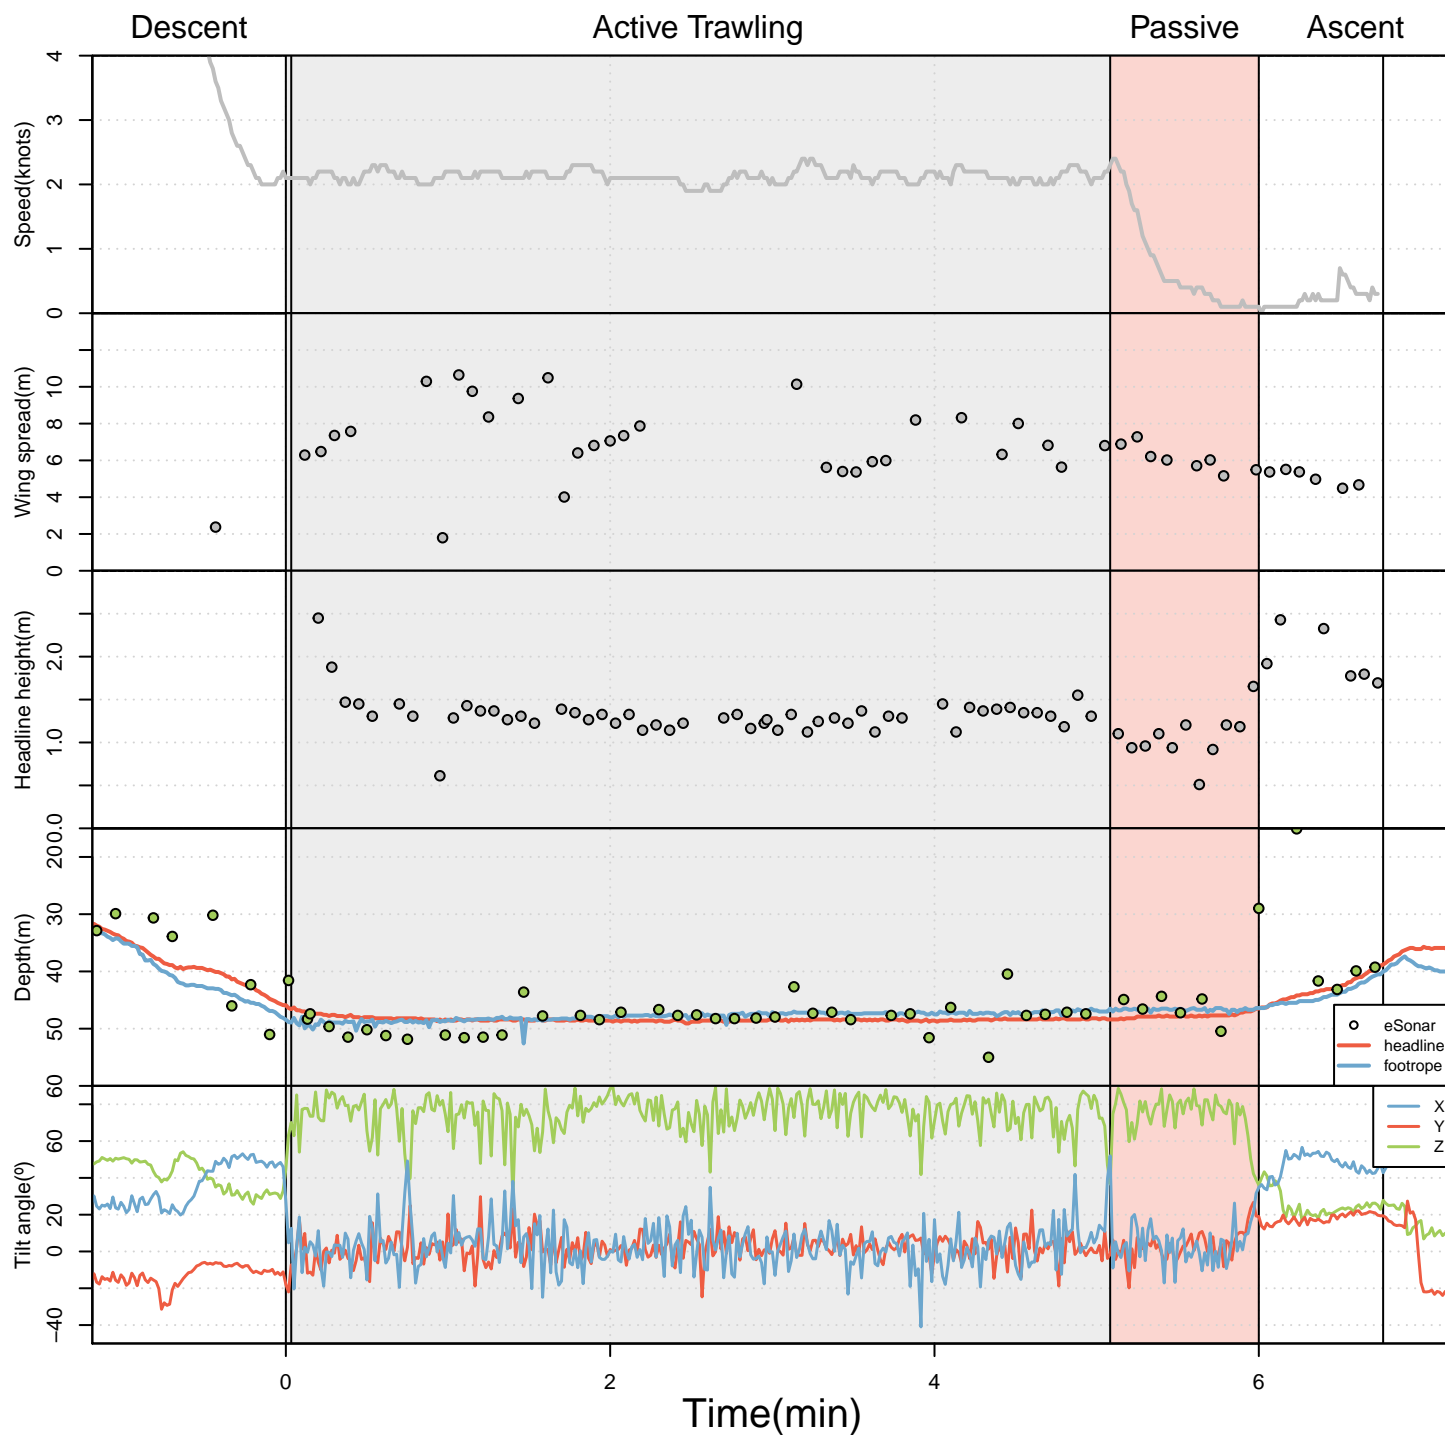 Descent Active Trawling Passive Ascent
Speed(knots)
4
3
2
1
0
Wing spread(m)
10
8
6
4
2
0
Headline height(m)
2.0
1.0
0.0
Depth(m)
20
30
40
50
60
eSonar
headline
footrope
Tilt angle(º)
60
20
0
−40
X
Y
Z
0 2 4 6
Time(min)